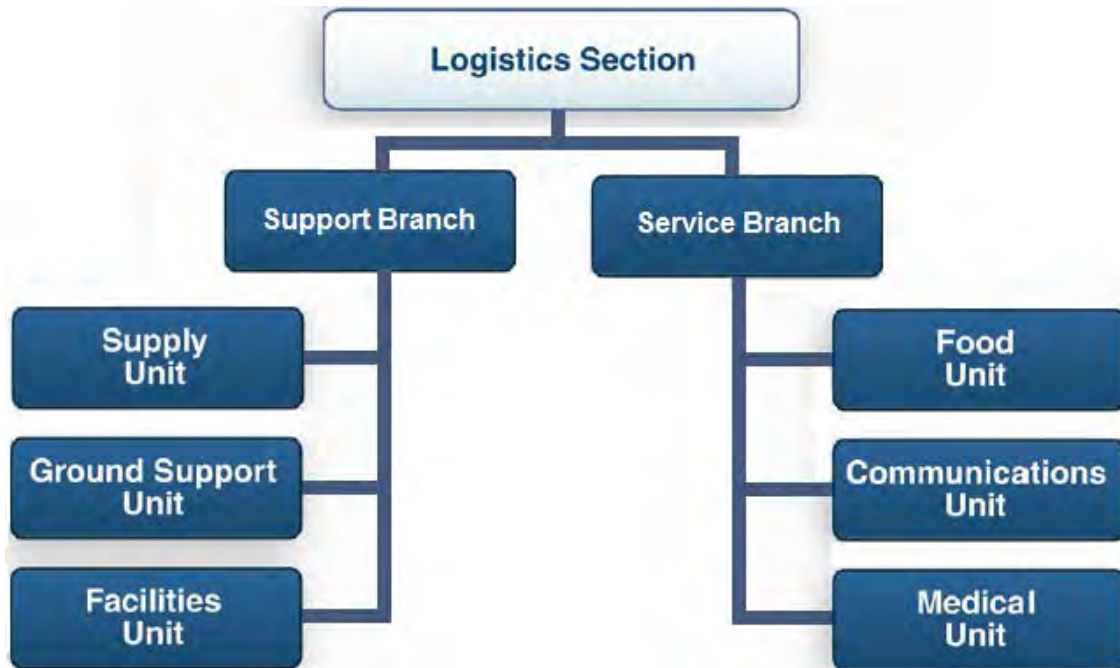 Logistics Section
Support Branch
Service Branch
Supply
Unit
Food
Unit
Ground Support
Unit
Communications
Unit
Facilities
Unit
Medical
Unit